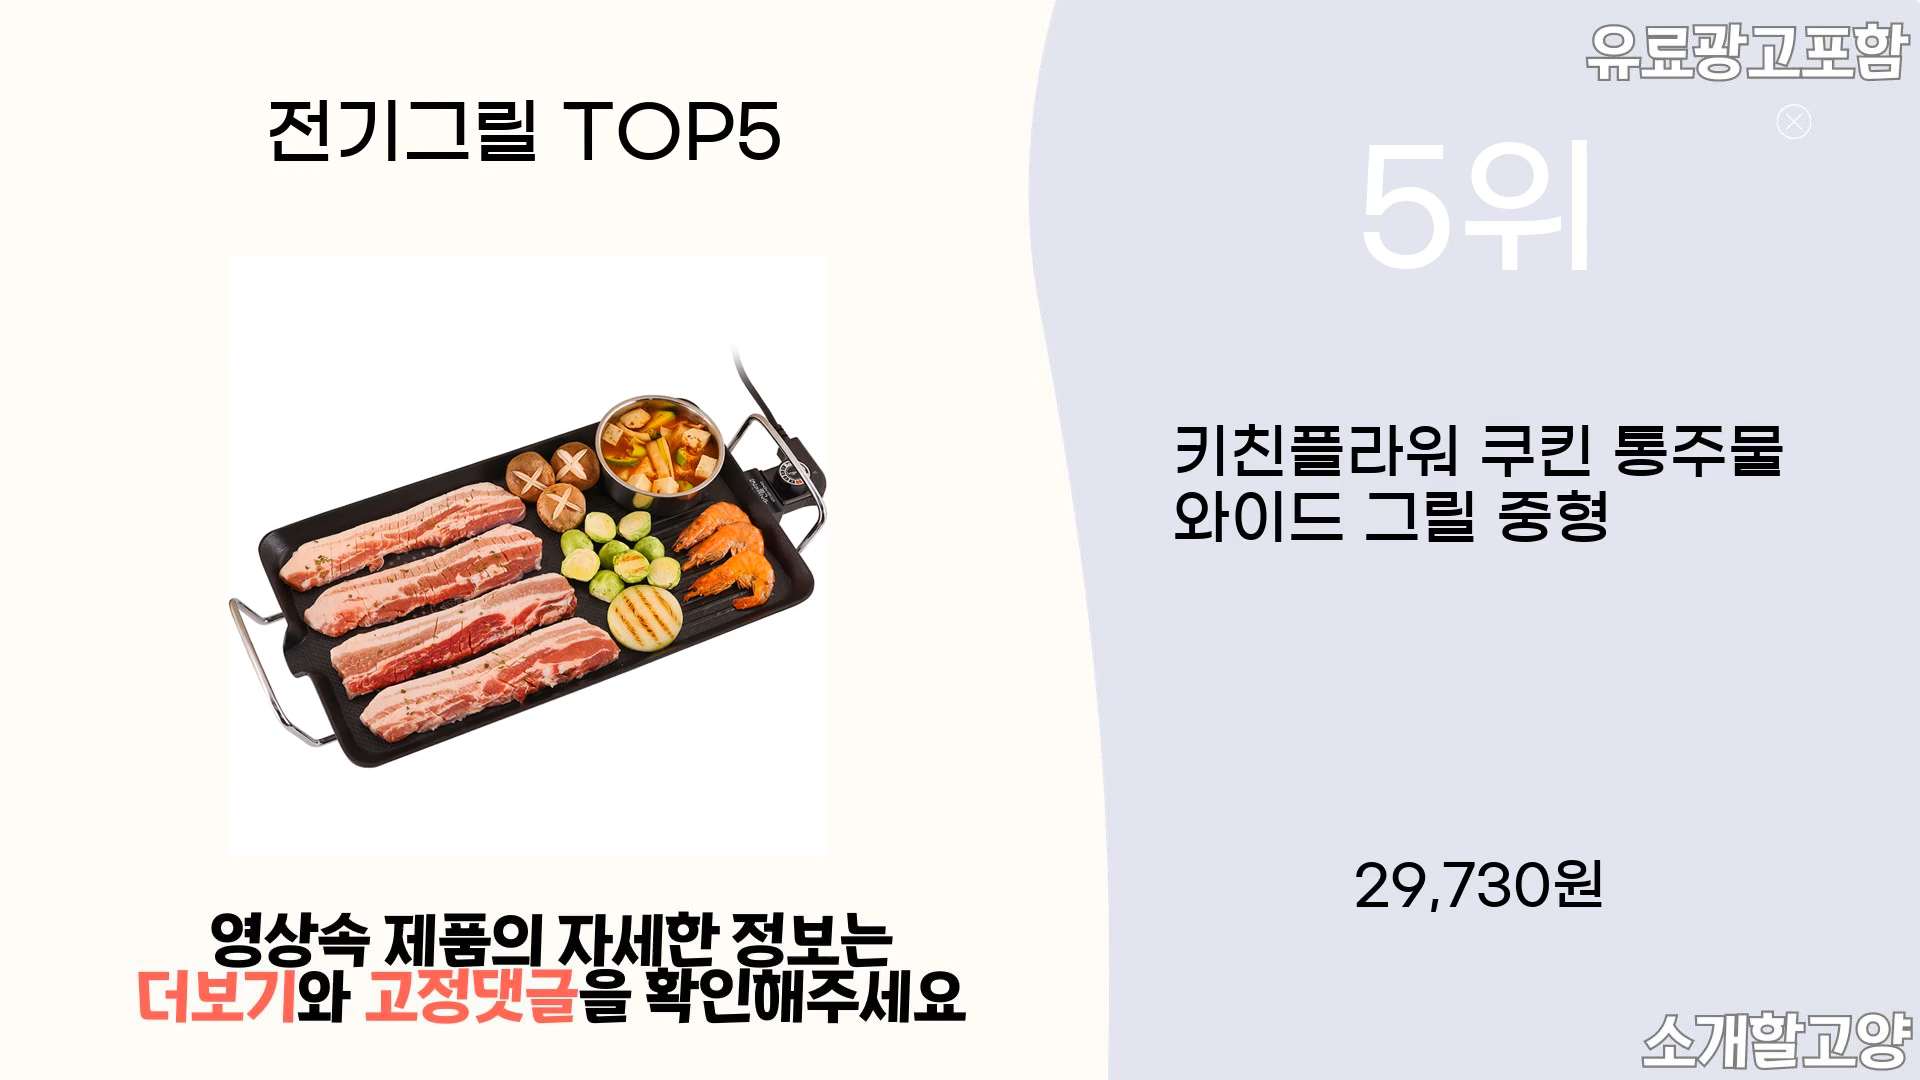 유료광고포함
전기그릴 TOP5
5위
키친플라워 쿠킨 통주물
와이드 그릴 중형
29,730원
영상속 제품의 자세한 정보는
더보기와 고정댓글을 확인해주세요
소개할고양